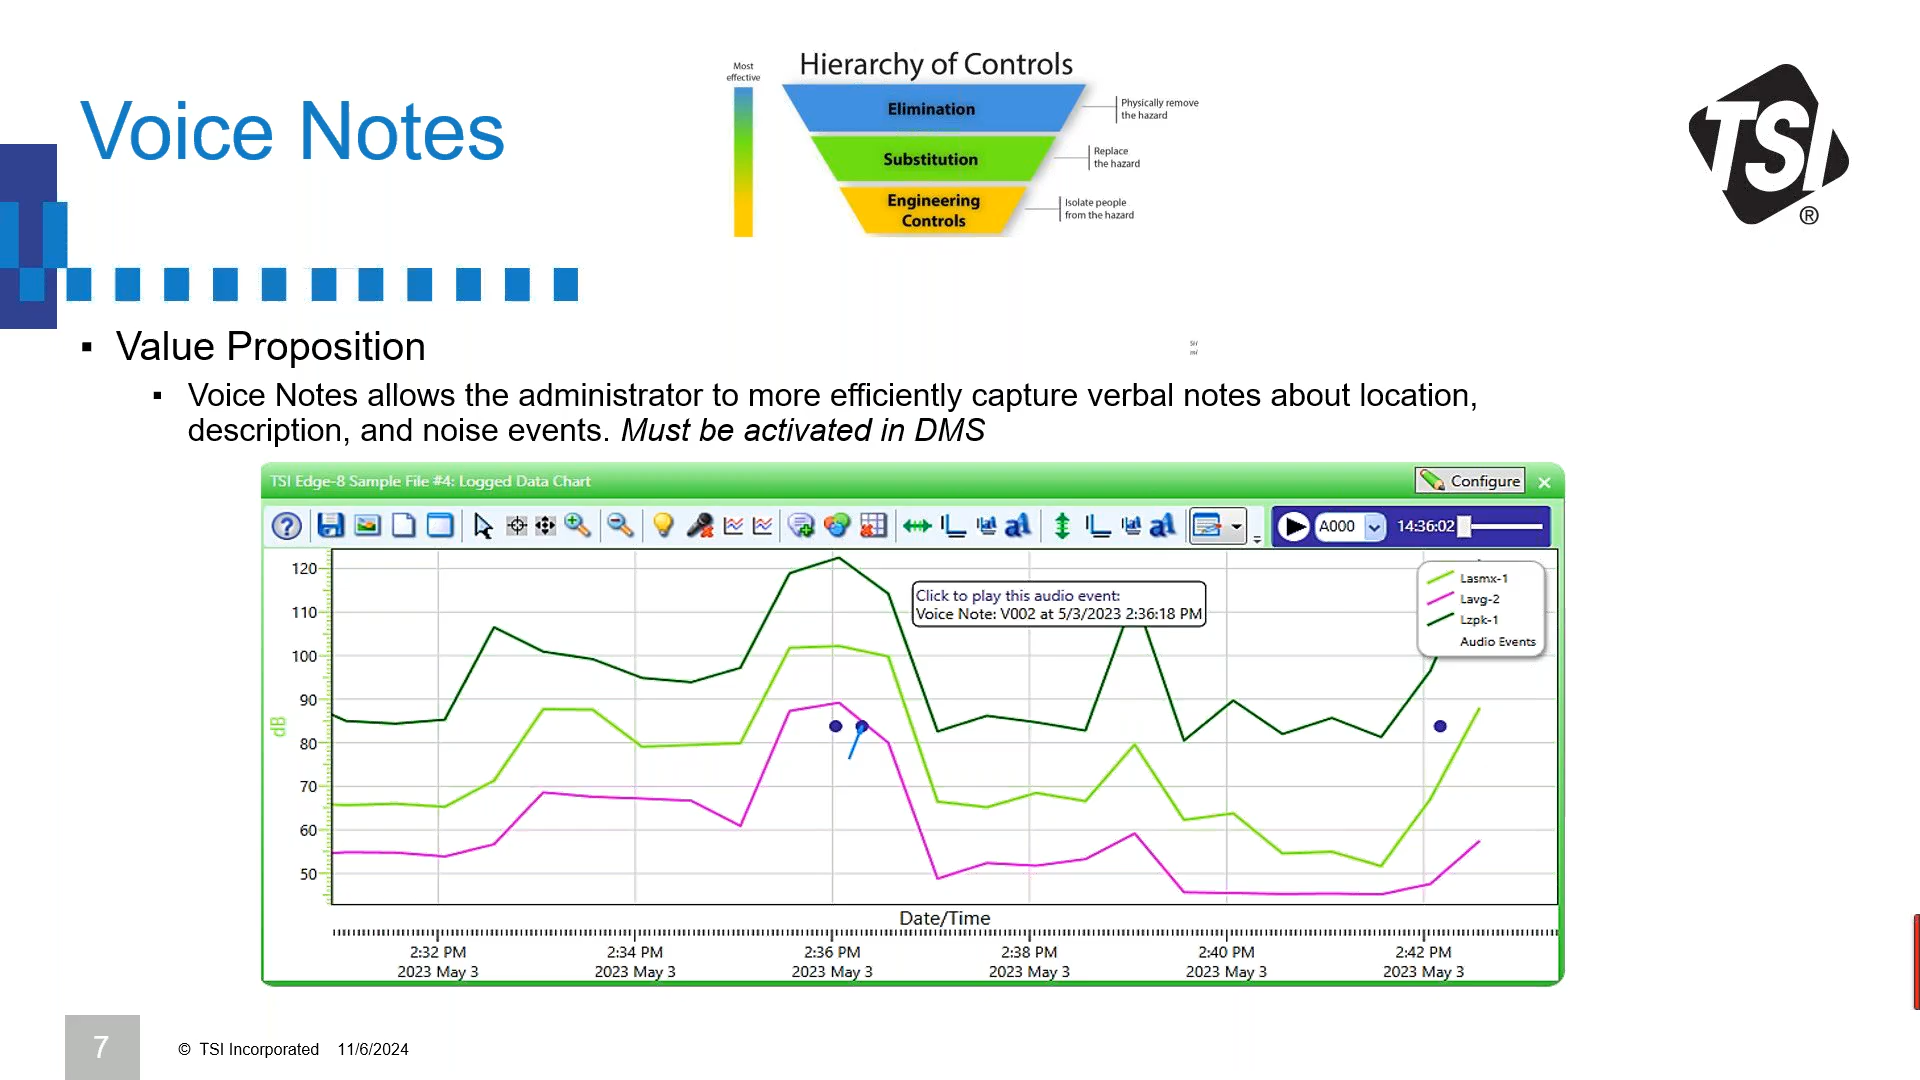 Voice Notes
Hierarchy of Controls
Most
effective
Elimination
Physically remove
the hazard
Substitution
Replace
the hazard
Engineering
Controls
Isolate people
from the hazard
TSI
®
▪ Value Proposition
▪ Voice Notes allows the administrator to more efficiently capture verbal notes about location,
description, and noise events. Must be activated in DMS
TSI Edge-8 Sample File #4: Logged Data Chart
Configure
A000
14:36:02
120
110
100
90
80
70
60
50
dB
Click to play this audio event:
Voice Note: V002 at 5/3/2023 2:36:18 PM
Lasmx-1
Lavg-2
Lzpk-1
Audio Events
Date/Time
2:32 PM 2:34 PM 2:36 PM 2:38 PM 2:40 PM 2:42 PM
2023 May 3 2023 May 3 2023 May 3 2023 May 3 2023 May 3 2023 May 3
7
© TSI Incorporated 11/6/2024